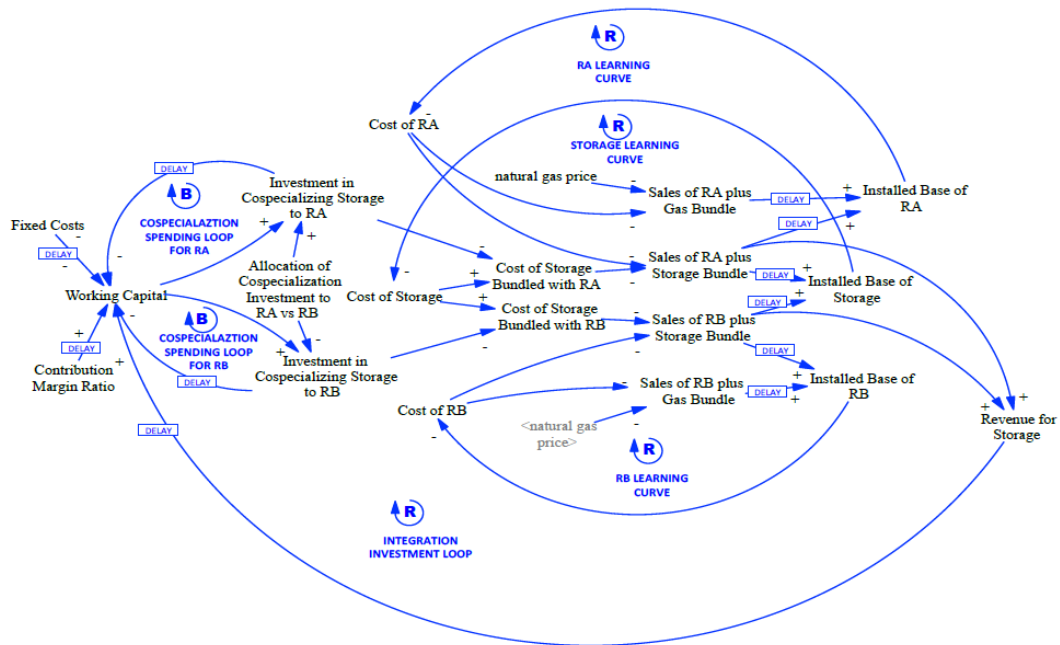 R
RA LEARNING
CURVE
Cost of RA
-
R
STORAGE LEARNING
CURVE
DELAY
B
COSPECIALAZTION
SPENDING LOOP
FOR RA
Investment in
Cospecializing Storage
to RA
+
+
natural gas price
-
-
Sales of RA plus
Gas Bundle
DELAY
+
+
Installed Base of
RA
DELAY
Fixed Costs
-
DELAY
-
-
Working Capital
-
Allocation of
Cospecialization
Investment to
RA vs RB
-
-
Cost of Storage
+
+
-
Cost of Storage
Bundled with RA
-
-
Sales of RA plus
Storage Bundle
DELAY
+
+
Installed Base of
Storage
DELAY
Cost of Storage
Bundled with RB
-
-
-
Sales of RB plus
Storage Bundle
DELAY
+
DELAY
+
Contribution
Margin Ratio
B
COSPECIALAZTION
SPENDING LOOP
FOR RB
DELAY
+
Investment in
Cospecializing Storage
to RB
Cost of RB
-
-
-
Sales of RB plus
Gas Bundle
DELAY
+
+
Installed Base of
RB
<natural gas
price>
+
+
Revenue for
Storage
DELAY
R
RB LEARNING
CURVE
R
INTEGRATION
INVESTMENT LOOP